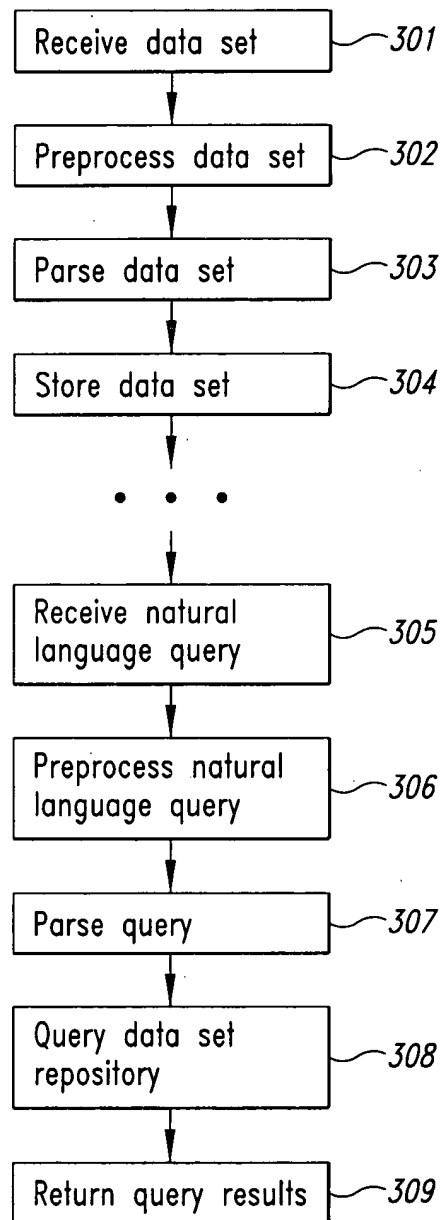 Receive data set 301
Preprocess data set 302
Parse data set 303
Store data set 304
• • •
Receive natural
language query 305
Preprocess natural
language query 306
Parse query 307
Query data set
repository 308
Return query results 309